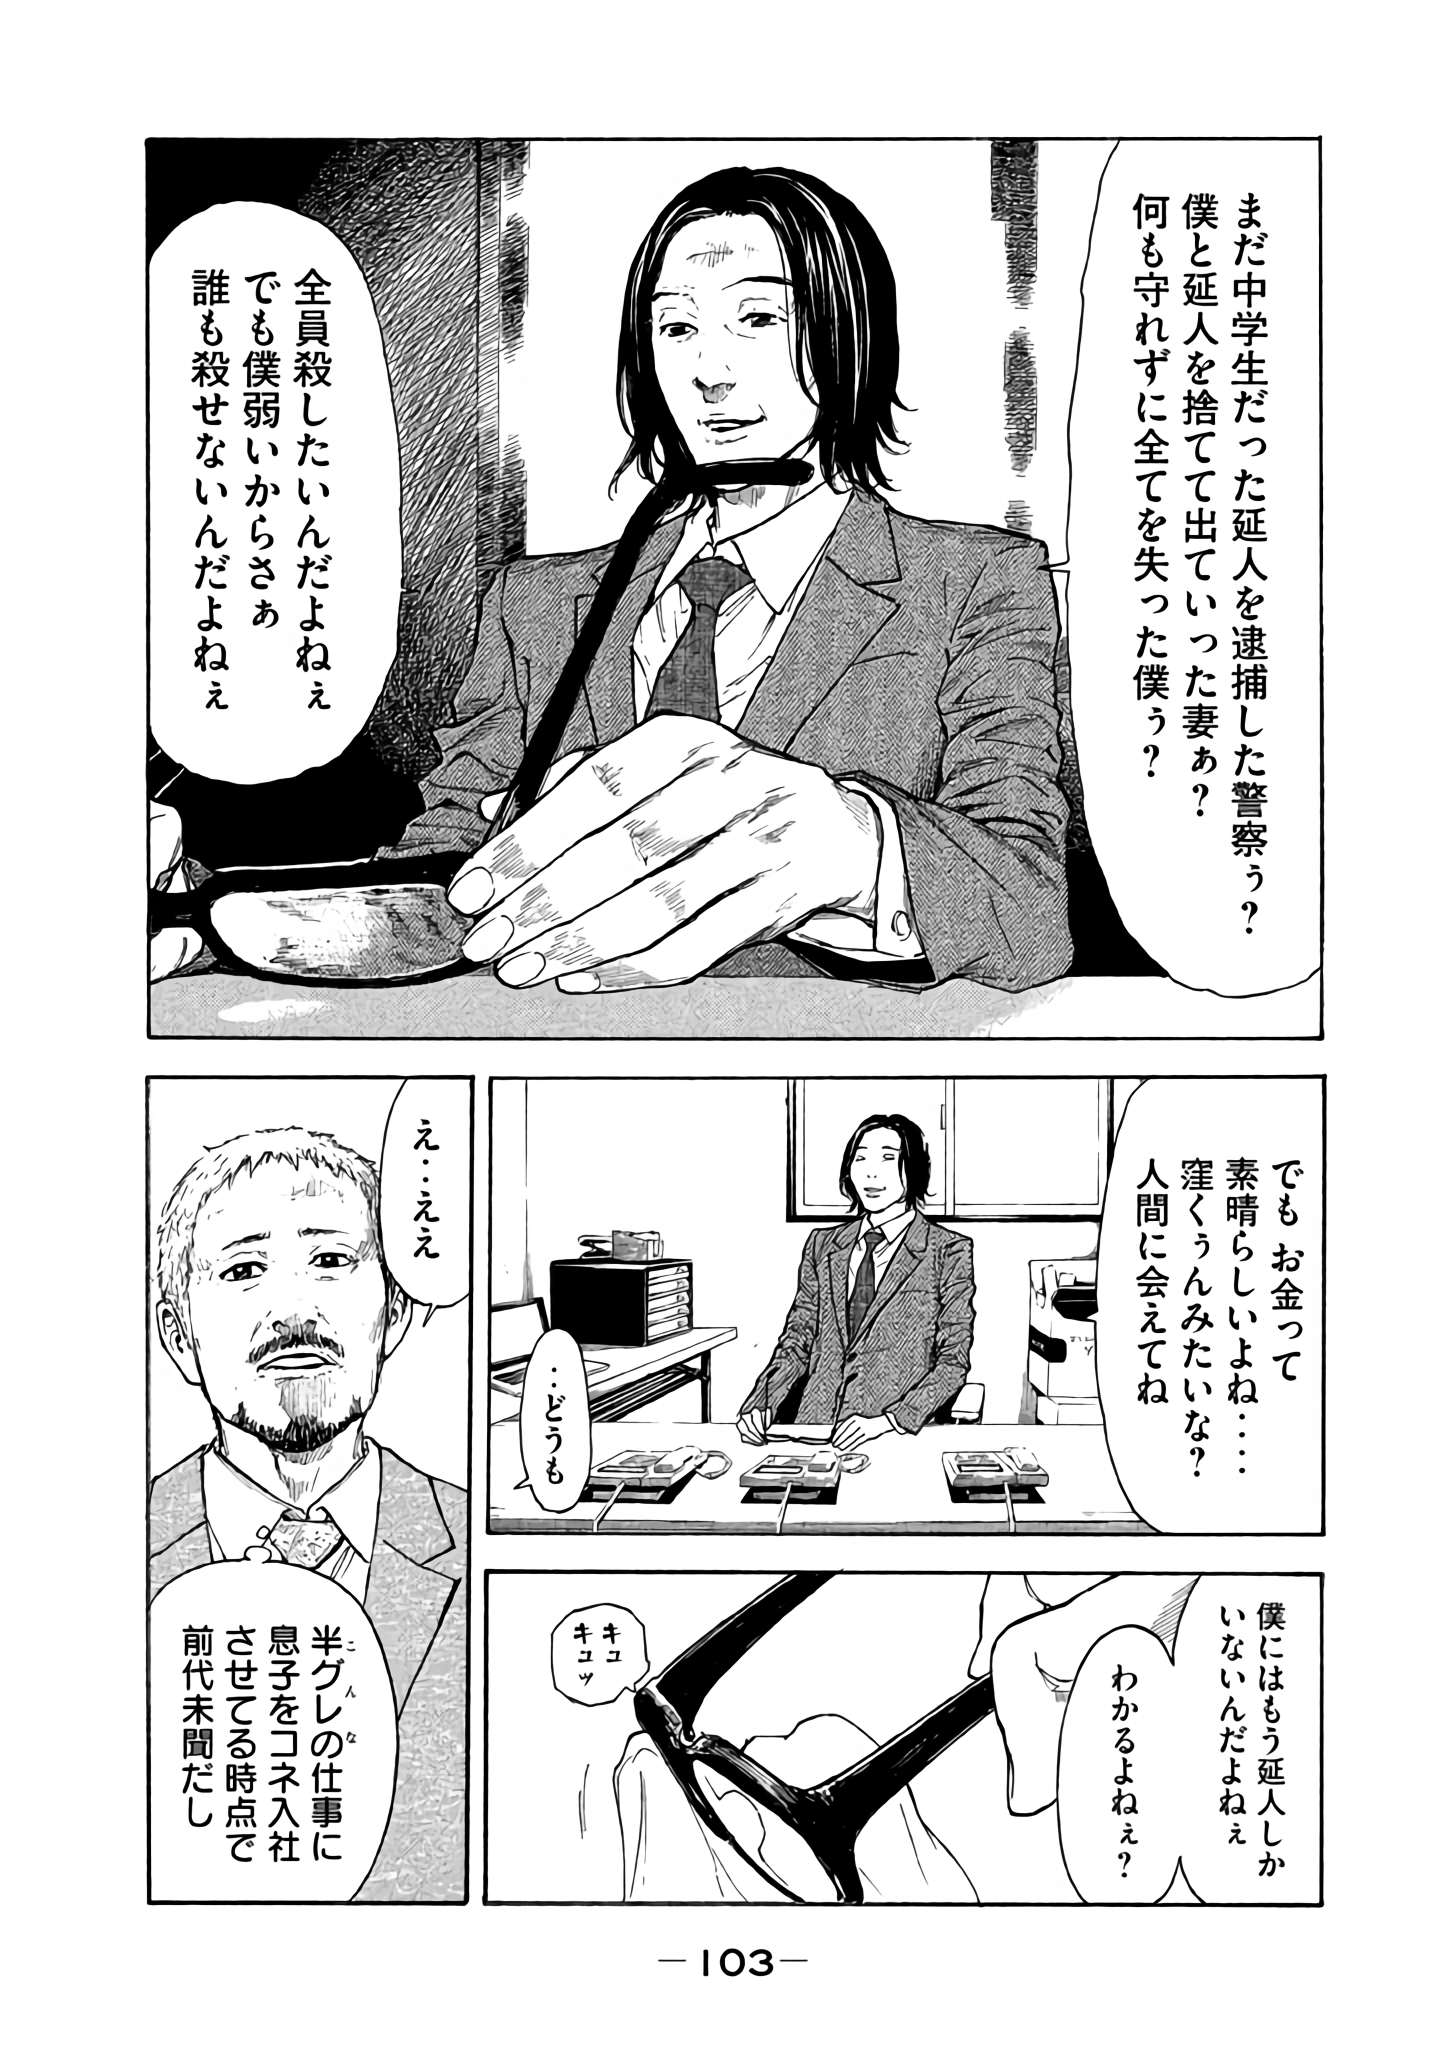 まだ中学生だった延人を逮捕した警察ぅ?
僕と延人を捨てて出ていった妻ぁ?
何も守れずに全てを失った僕ぅ?
全員殺したいんだよねぇ
でも僕弱いからさぁ
誰も殺せないんだよねぇ
でも お金って
素晴らしいよね‥‥‥
窪くぅんみたいな?
人間に会えてね
‥どうも
僕にはもう延人しか
いないんだよねぇ
わかるよねぇ?
キュ
キュッ
え‥ええ
半グレの仕事に
こんな
息子をコネ入社
させてる時点で
前代未聞だし
—103—